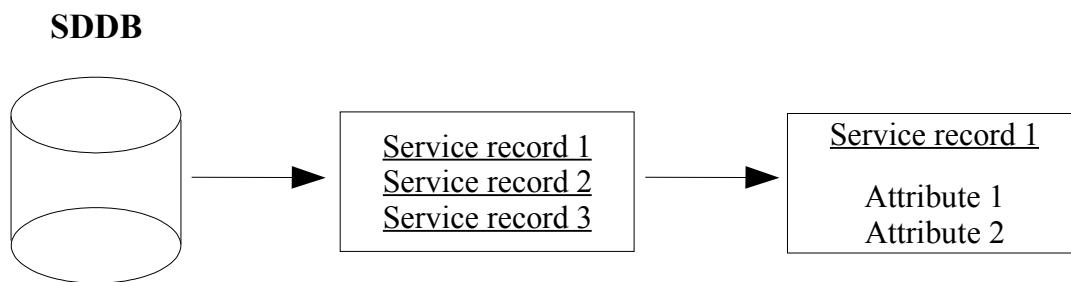 SDDB
Service record 1
Service record 2
Service record 3
Service record 1
Attribute 1
Attribute 2